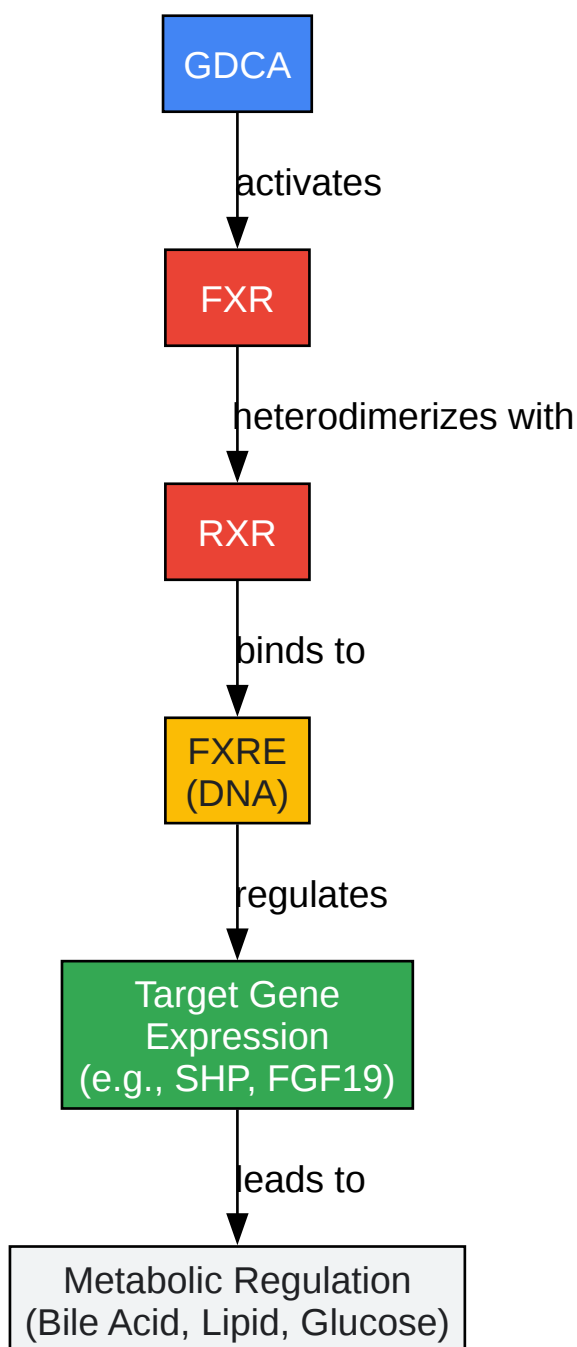 GDCA
activates
FXR
heterodimerizes with
RXR
binds to
FXRE
(DNA)
regulates
Target Gene
Expression
(e.g., SHP, FGF19)
leads to
Metabolic Regulation
(Bile Acid, Lipid, Glucose)